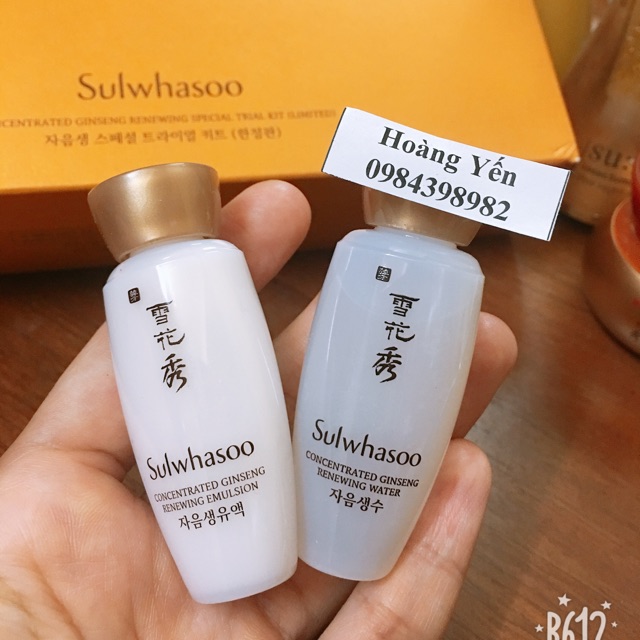 Sulwhasoo
CONCENTRATED GINSENG RENEWING SPECIAL TRIAL KIT (LIMITED)
자음생 스페셜 트라이얼 키트 (한정판)
Hoàng Yến
0984398982
雪花秀
Sulwhasoo
CONCENTRATED GINSENG
RENEWING EMULSION
자음생유액
雪花秀
Sulwhasoo
CONCENTRATED GINSENG
RENEWING WATER
자음생수
B612